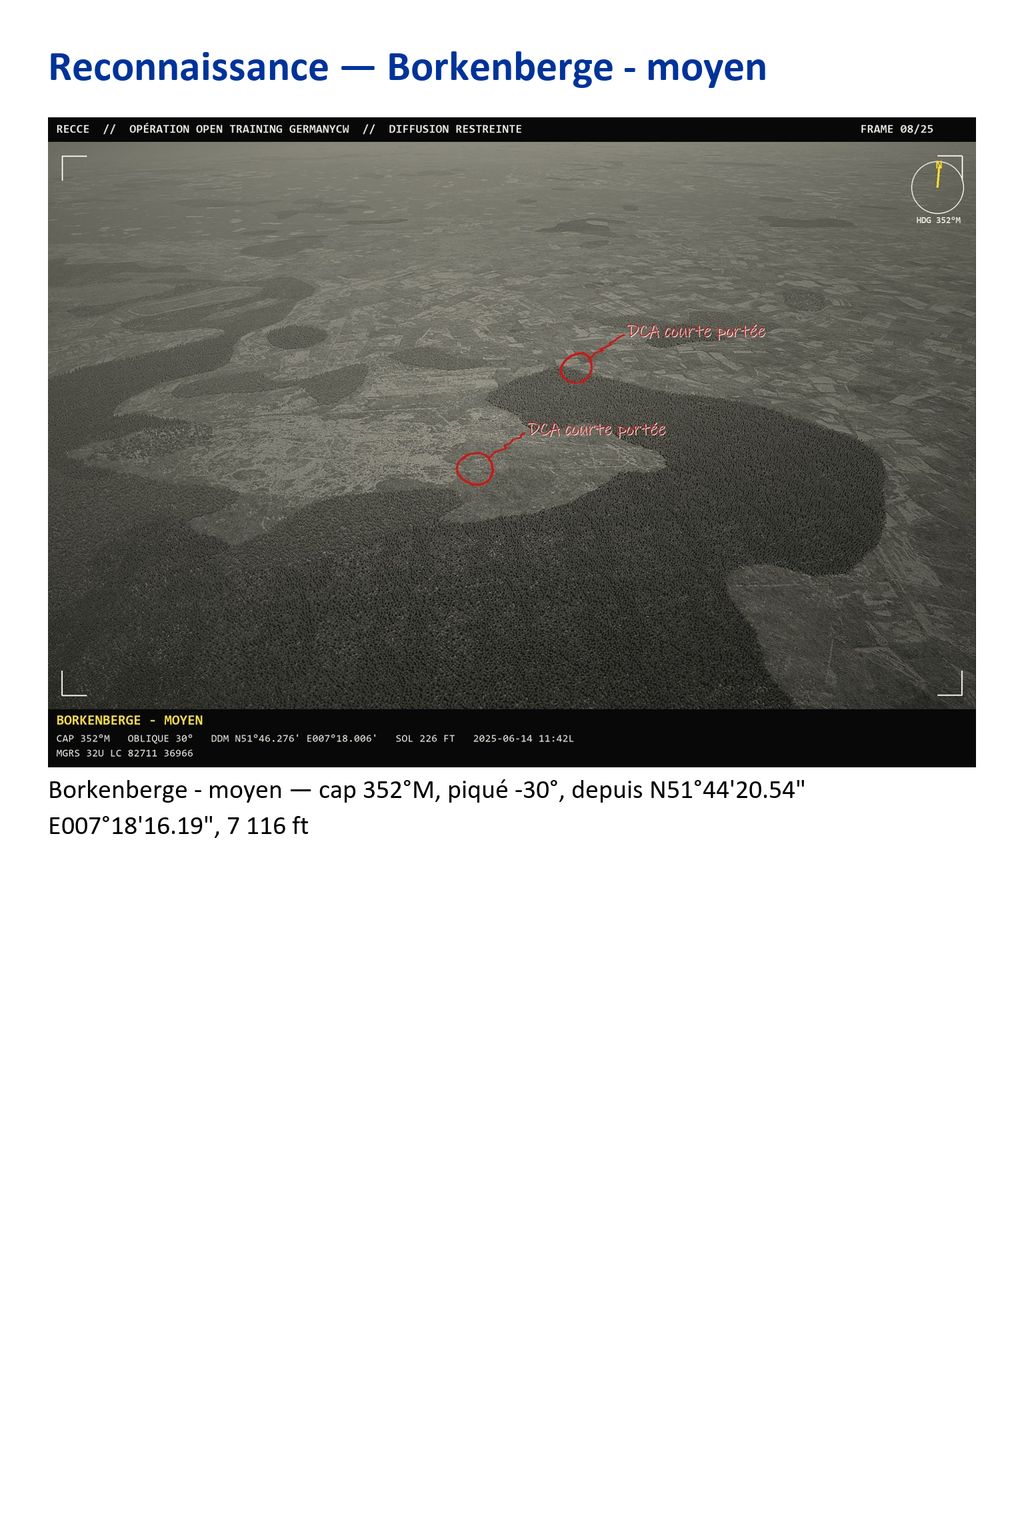 Reconnaissance — Borkenberge - moyen
RECCE // OPÉRATION OPEN TRAINING GERMANYCW // DIFFUSION RESTREINTE FRAME 08/25
N
HDG 352°M
DCA courte portée
DCA courte portée
BORKENBERGE - MOYEN
CAP 352°M OBLIQUE 30° DDM N51°46.276' E007°18.006' SOL 226 FT 2025-06-14 11:42L
MGRS 32U LC 82711 36966
Borkenberge - moyen — cap 352°M, piqué -30°, depuis N51°44'20.54"
E007°18'16.19", 7 116 ft